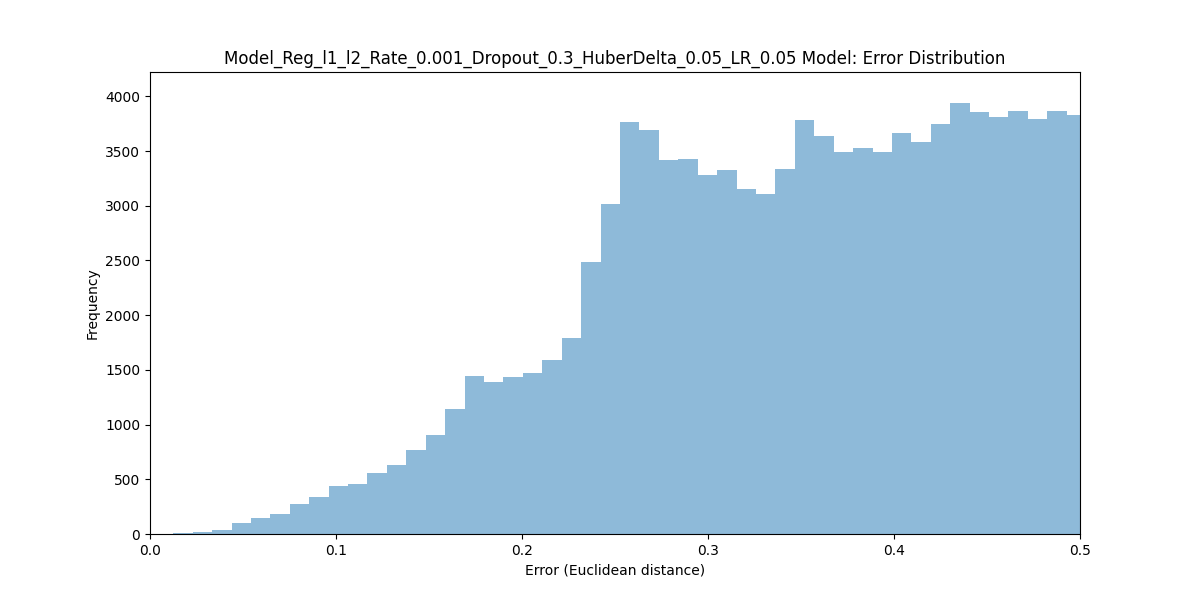 Model_Reg_l1_l2_Rate_0.001_Dropout_0.3_HuberDelta_0.05_LR_0.05 Model: Error Distribution
4000
3500
3000
2500
2000
1500
1000
500
0
Frequency
0.0 0.1 0.2 0.3 0.4 0.5
Error (Euclidean distance)